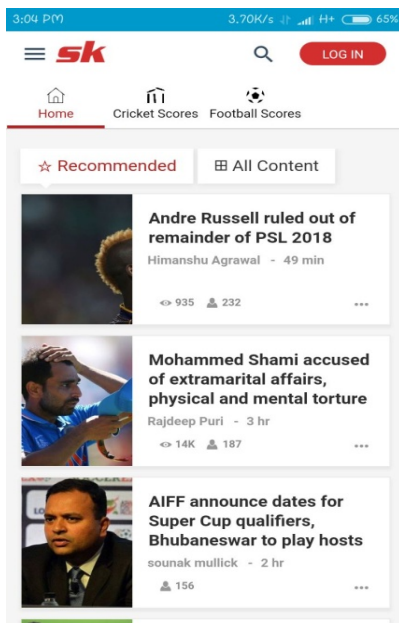 3:04 PM 3.70K/s H+ 65%
sk LOG IN
Home Cricket Scores Football Scores
Recommended All Content
Andre Russell ruled out of
remainder of PSL 2018
Himanshu Agrawal - 49 min
935 232
Mohammed Shami accused
of extramarital affairs,
physical and mental torture
Rajdeep Puri - 3 hr
14K 187
AIFF announce dates for
Super Cup qualifiers,
Bhubaneswar to play hosts
sounak mullick - 2 hr
156